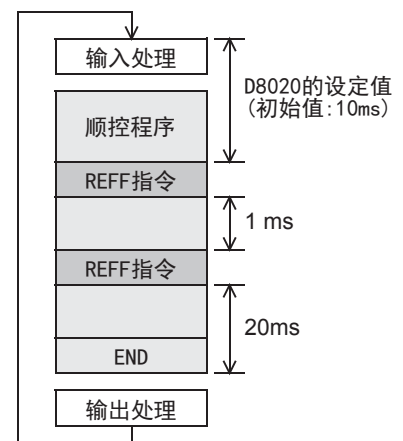 输入处理
D8020的设定值
(初始值:10ms)
顺控程序
REFF指令
1 ms
REFF指令
20ms
END
输出处理